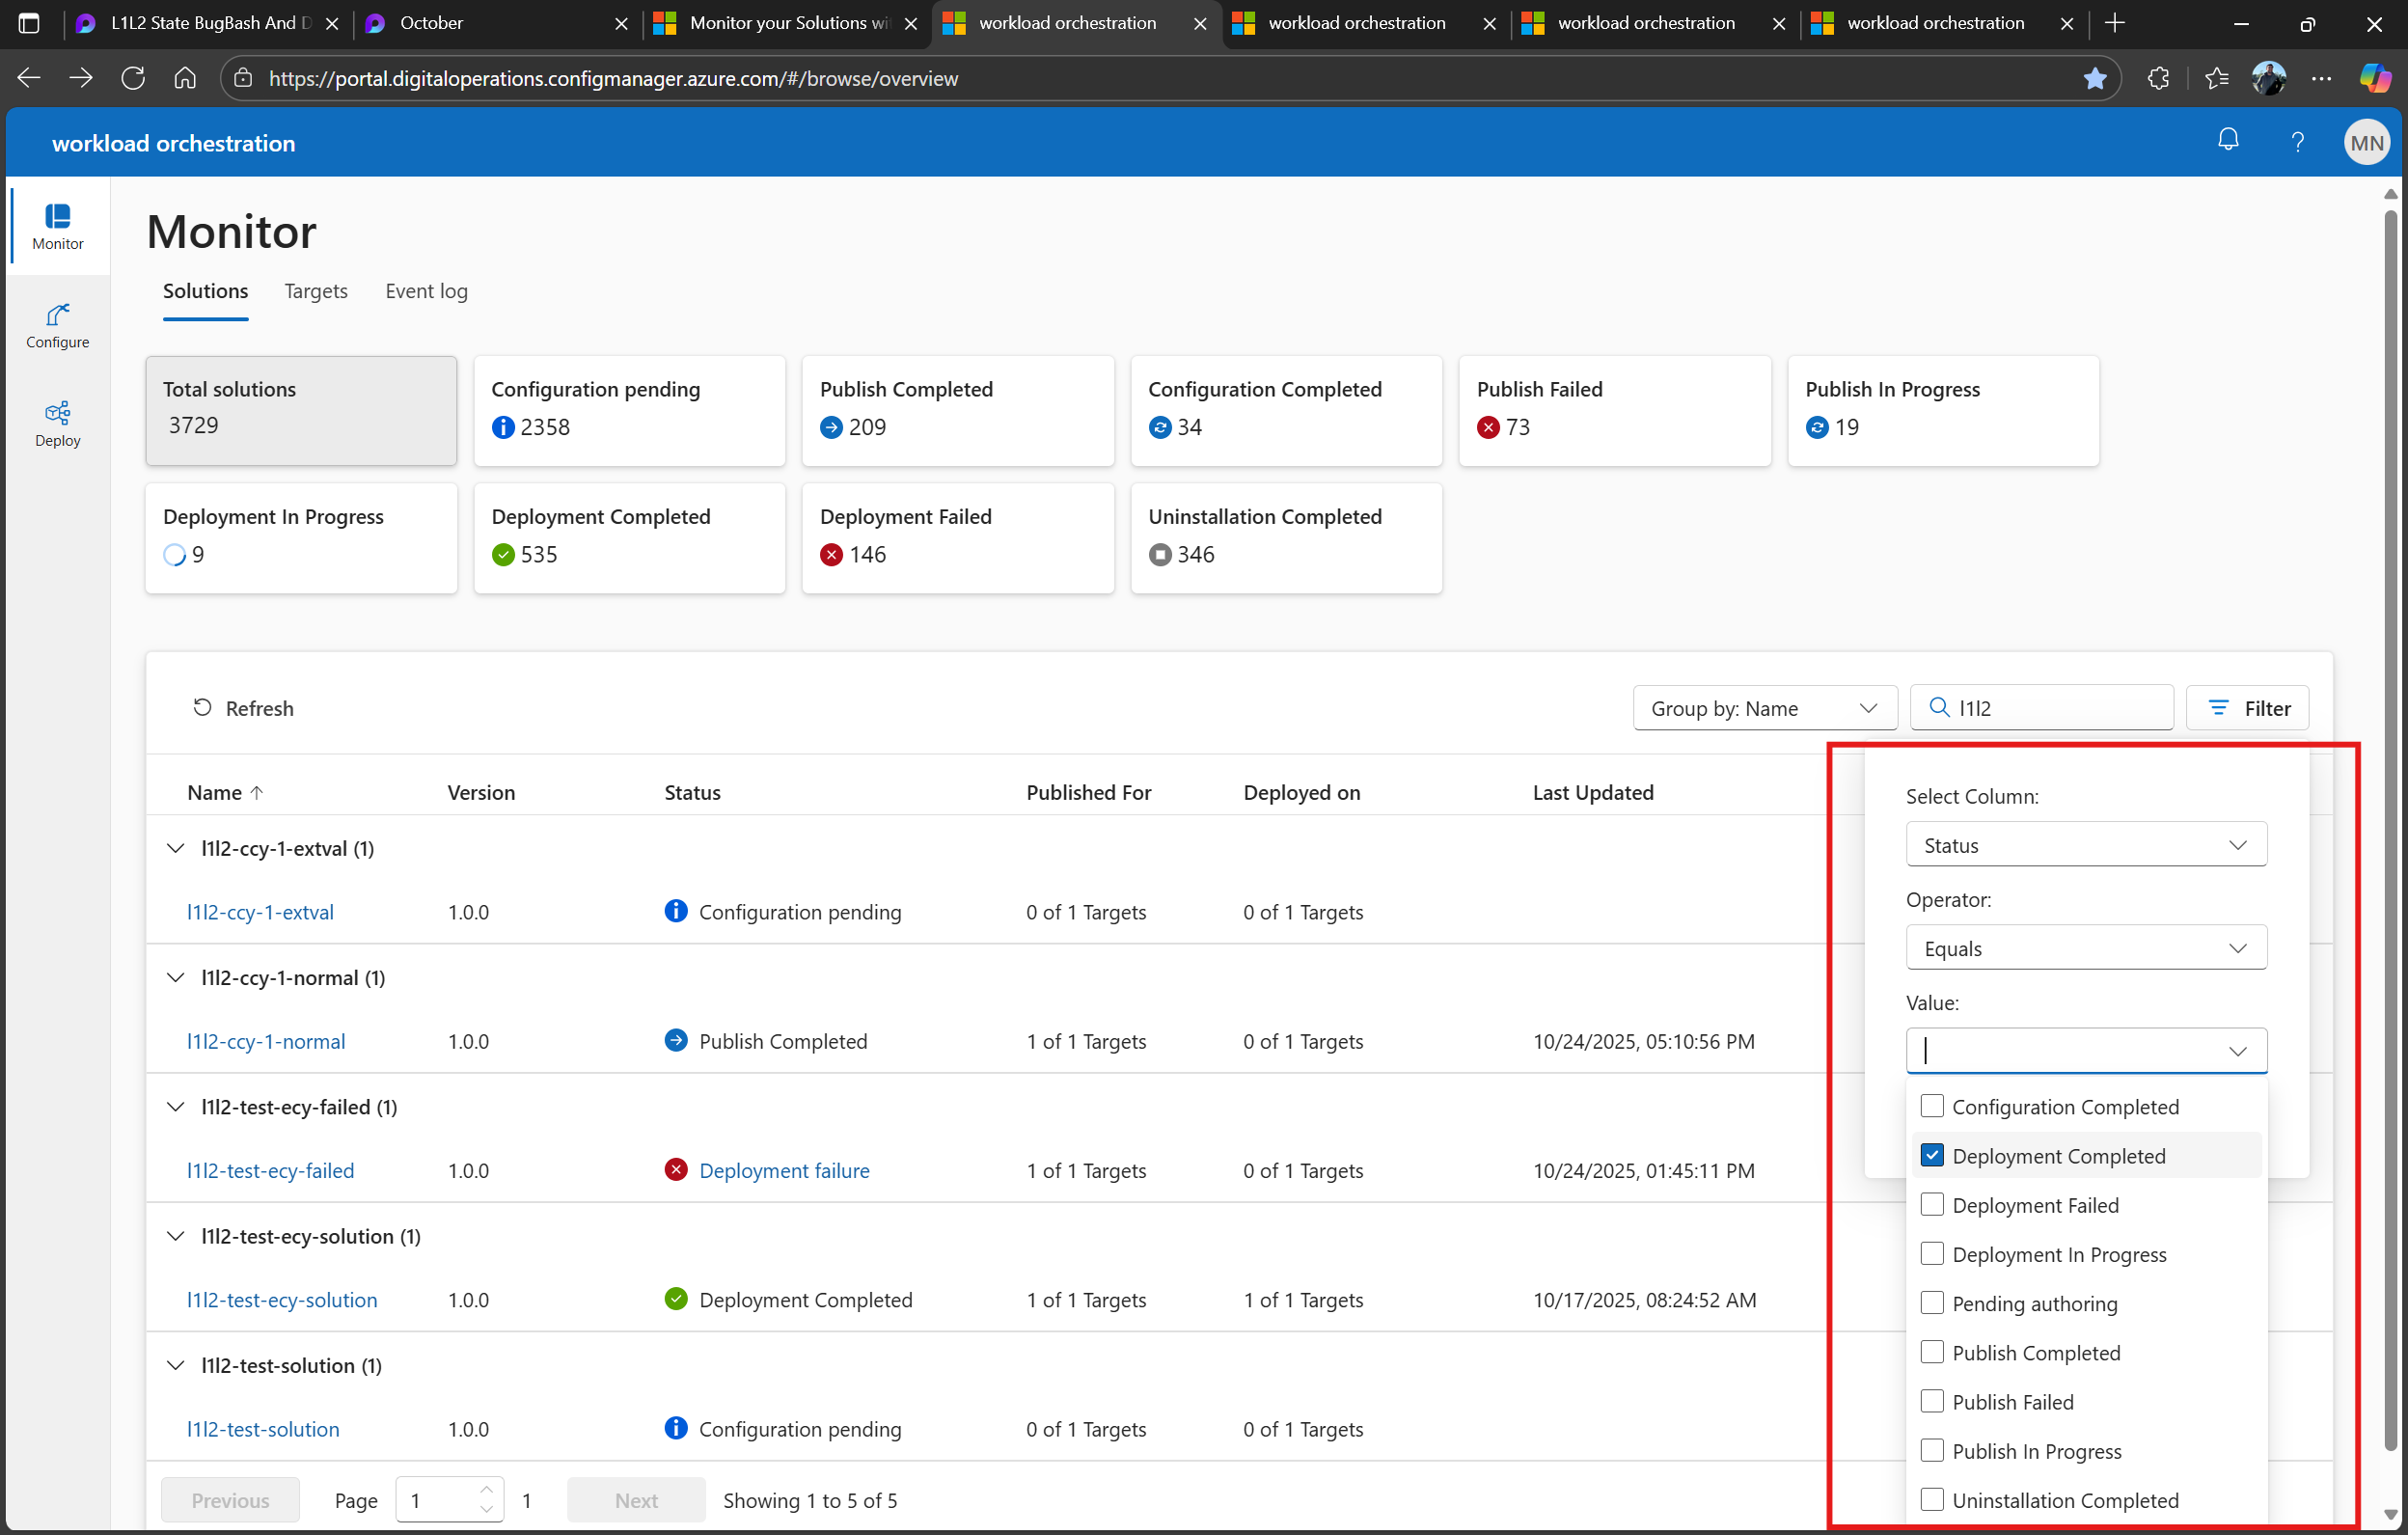 L1L2 State BugBash And D
October
Monitor your Solutions wi
workload orchestration
workload orchestration
workload orchestration
workload orchestration
https://portal.digitaloperations.configmanager.azure.com/#/browse/overview
workload orchestration
MN
Monitor
Configure
Deploy
Monitor
Solutions Targets Event log
Total solutions
3729
Configuration pending
2358
Publish Completed
209
Configuration Completed
34
Publish Failed
73
Publish In Progress
19
Deployment In Progress
9
Deployment Completed
535
Deployment Failed
146
Uninstallation Completed
346
Refresh
Group by: Name
l1l2
Filter
Name Version Status Published For Deployed on Last Updated
l1l2-ccy-1-extval (1)
l1l2-ccy-1-extval 1.0.0 Configuration pending 0 of 1 Targets 0 of 1 Targets
l1l2-ccy-1-normal (1)
l1l2-ccy-1-normal 1.0.0 Publish Completed 1 of 1 Targets 0 of 1 Targets 10/24/2025, 05:10:56 PM
l1l2-test-ecy-failed (1)
l1l2-test-ecy-failed 1.0.0 Deployment failure 1 of 1 Targets 0 of 1 Targets 10/24/2025, 01:45:11 PM
l1l2-test-ecy-solution (1)
l1l2-test-ecy-solution 1.0.0 Deployment Completed 1 of 1 Targets 1 of 1 Targets 10/17/2025, 08:24:52 AM
l1l2-test-solution (1)
l1l2-test-solution 1.0.0 Configuration pending 0 of 1 Targets 0 of 1 Targets
Previous Page 1 1 Next Showing 1 to 5 of 5
Select Column:
Status
Operator:
Equals
Value:
Configuration Completed
Deployment Completed
Deployment Failed
Deployment In Progress
Pending authoring
Publish Completed
Publish Failed
Publish In Progress
Uninstallation Completed